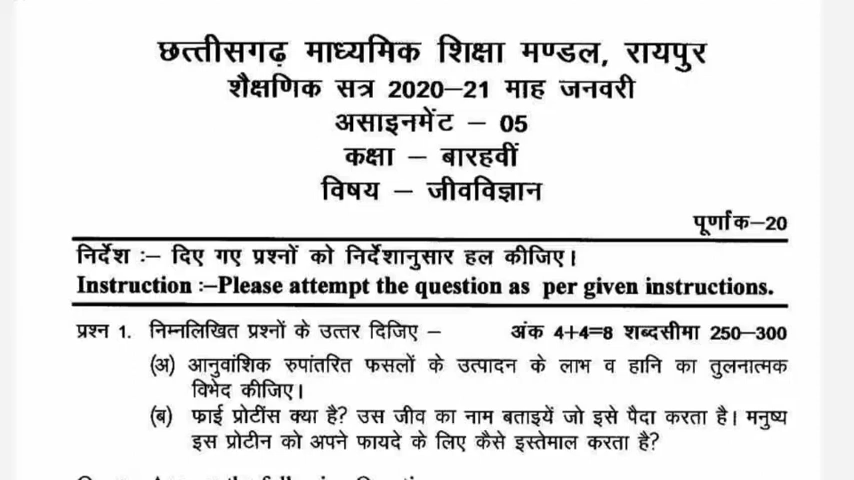 छत्तीसगढ़ माध्यमिक शिक्षा मण्डल, रायपुर
शैक्षणिक सत्र 2020–21 माह जनवरी
असाइनमेंट – 05
कक्षा – बारहवीं
विषय – जीवविज्ञान
पूर्णांक–20
निर्देश :– दिए गए प्रश्नों को निर्देशानुसार हल कीजिए।
Instruction :–Please attempt the question as per given instructions.
प्रश्न 1. निम्नलिखित प्रश्नों के उत्तर दिजिए – अंक 4+4=8 शब्दसीमा 250–300
(अ) आनुवांशिक रुपांतरित फसलों के उत्पादन के लाभ व हानि का तुलनात्मक
विभेद कीजिए।
(ब) फ्राई प्रोटींस क्या है? उस जीव का नाम बताइयें जो इसे पैदा करता है। मनुष्य
इस प्रोटीन को अपने फायदे के लिए कैसे इस्तेमाल करता है?